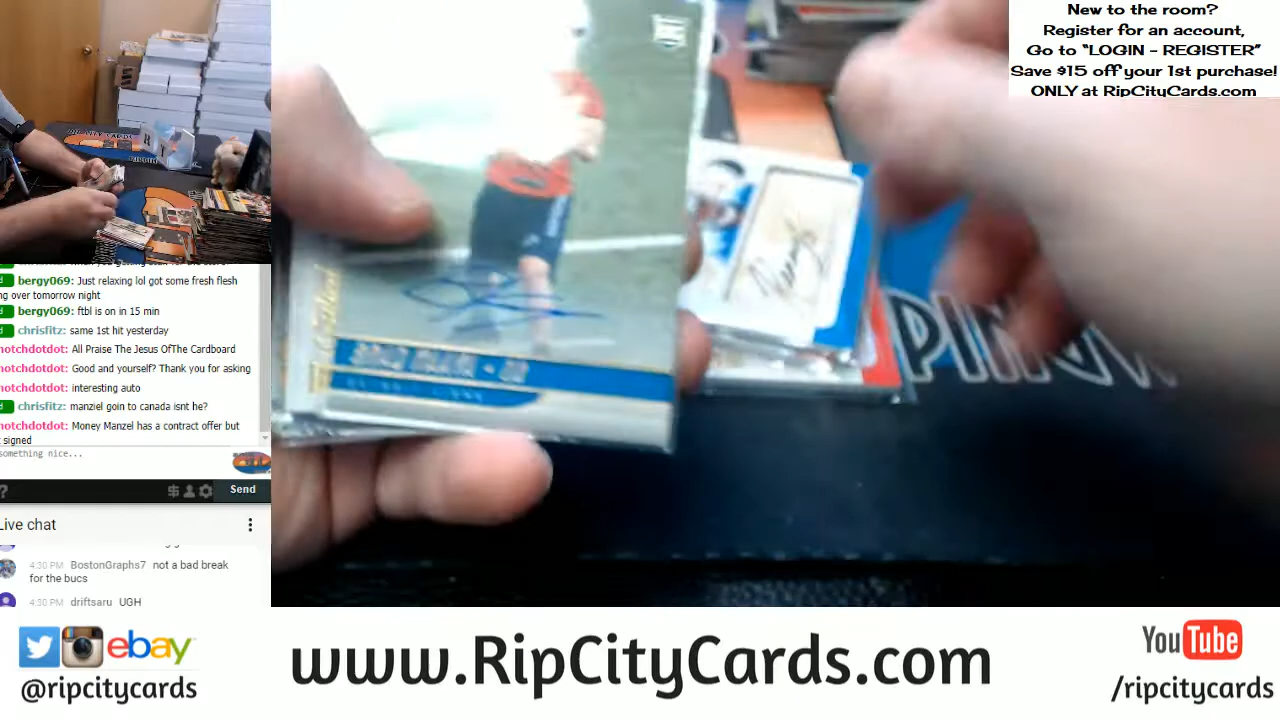 New to the room?
Register for an account,
Go to "LOGIN - REGISTER"
Save $15 off your 1st purchase!
ONLY at RipCityCards.com
bergy069: Just relaxing lol got some fresh flesh
ng over tomorrow night
bergy069: ftbl is on in 15 min
chrisfitz: same 1st hit yesterday
notchdotdot: All Praise The Jesus OfThe Cardboard
notchdotdot: Good and yourself? Thank you for asking
notchdotdot: interesting auto
chrisfitz: manziel goin to canada isnt he?
notchdotdot: Money Manzel has a contract offer but
signed
something nice...
Send
Live chat
4:30 PM BostonGraphs7 not a bad break
for the bucs
4:30 PM driftsaru UGH
ebay
@ripcitycards
www.RipCityCards.com
YouTube
/ripcitycards